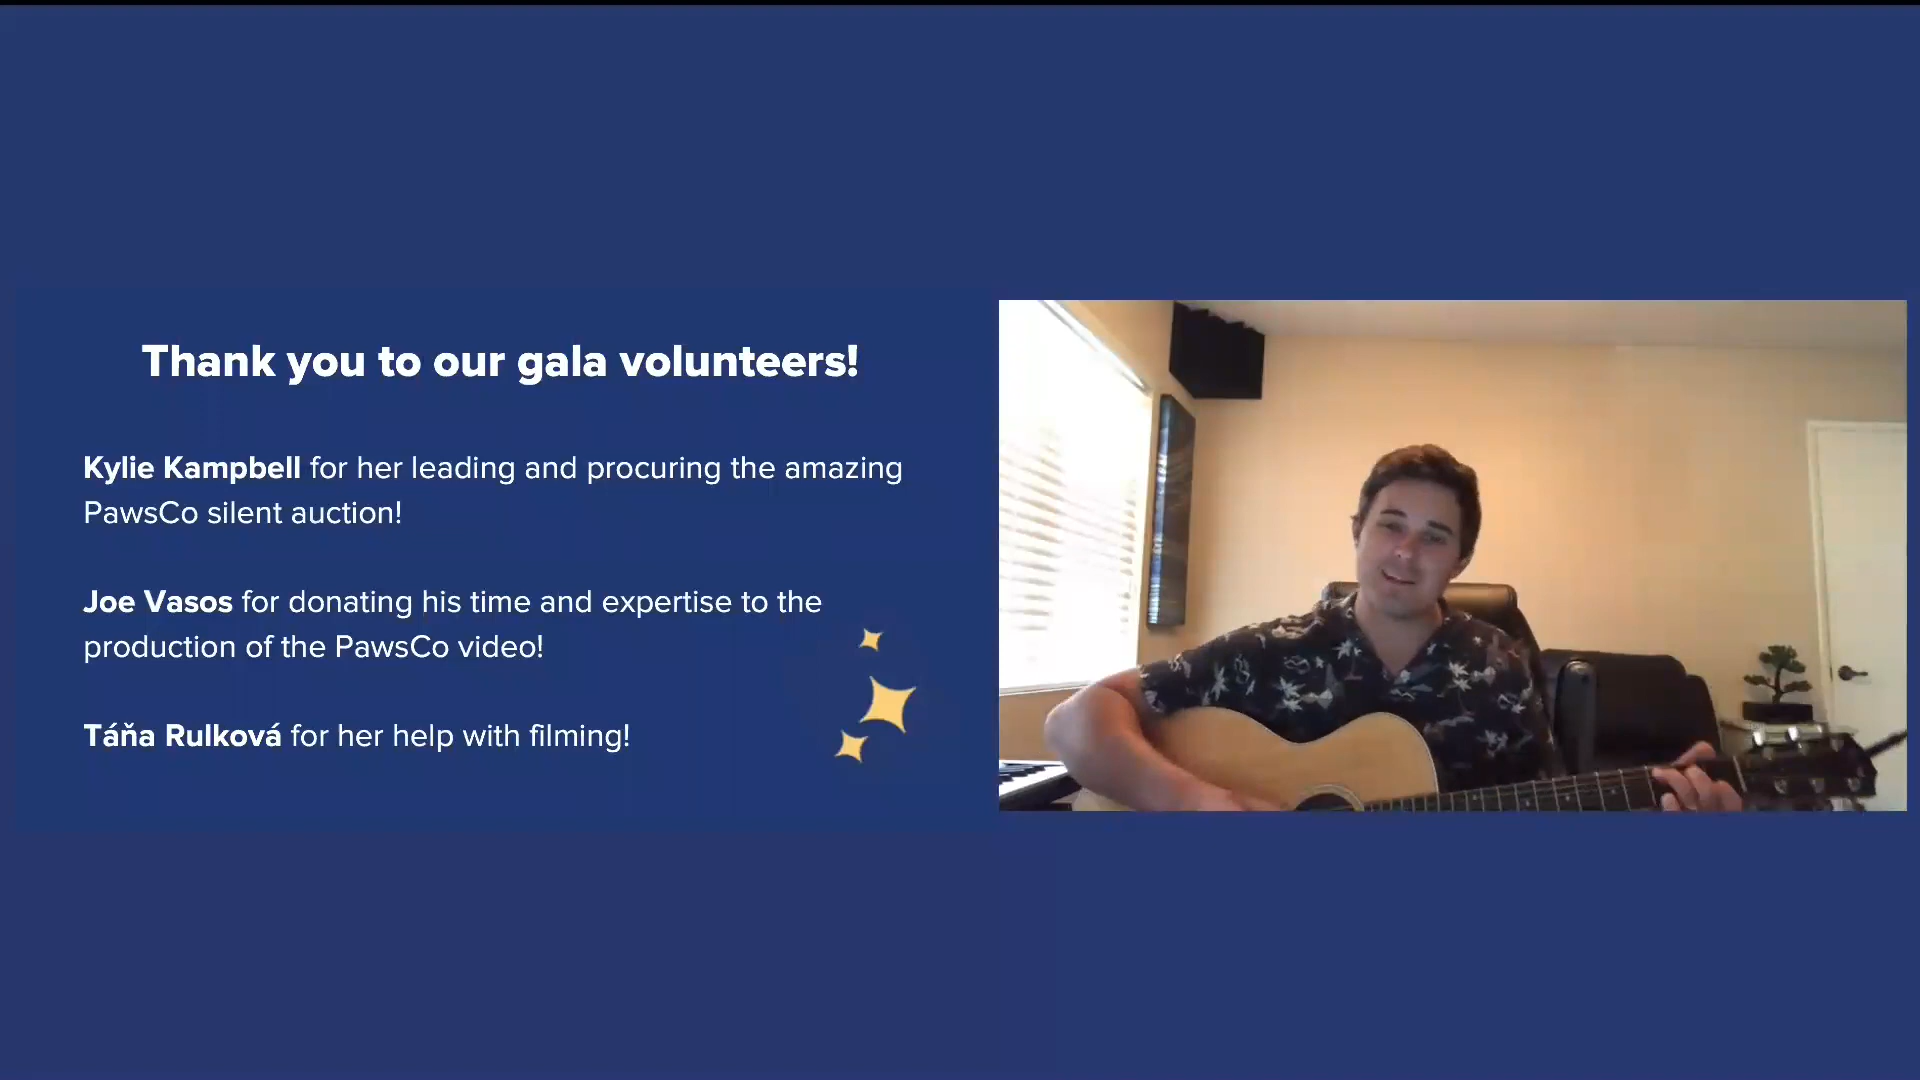 Thank you to our gala volunteers!
Kylie Kampbell for her leading and procuring the amazing
PawsCo silent auction!
Joe Vasos for donating his time and expertise to the
production of the PawsCo video!
Táňa Rulková for her help with filming!